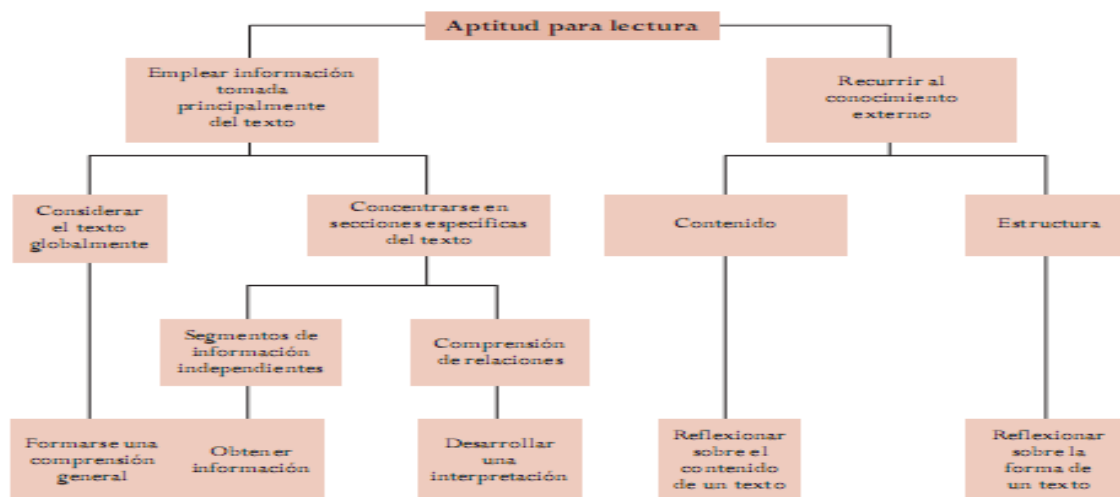 Aptitud para lectura
Emplear información
tomada
principalmente
del texto
Recurrir al
conocimiento
externo
Considerar
el texto
globalmente
Concentrarse en
secciones específicas
del texto
Contenido
Estructura
Segmentos de
información
independientes
Comprensión
de relaciones
Formarse una
comprensión
general
Obtener
información
Desarrollar
una
interpretación
Reflexionar
sobre el
contenido
de un texto
Reflexionar
sobre la
forma de
un texto